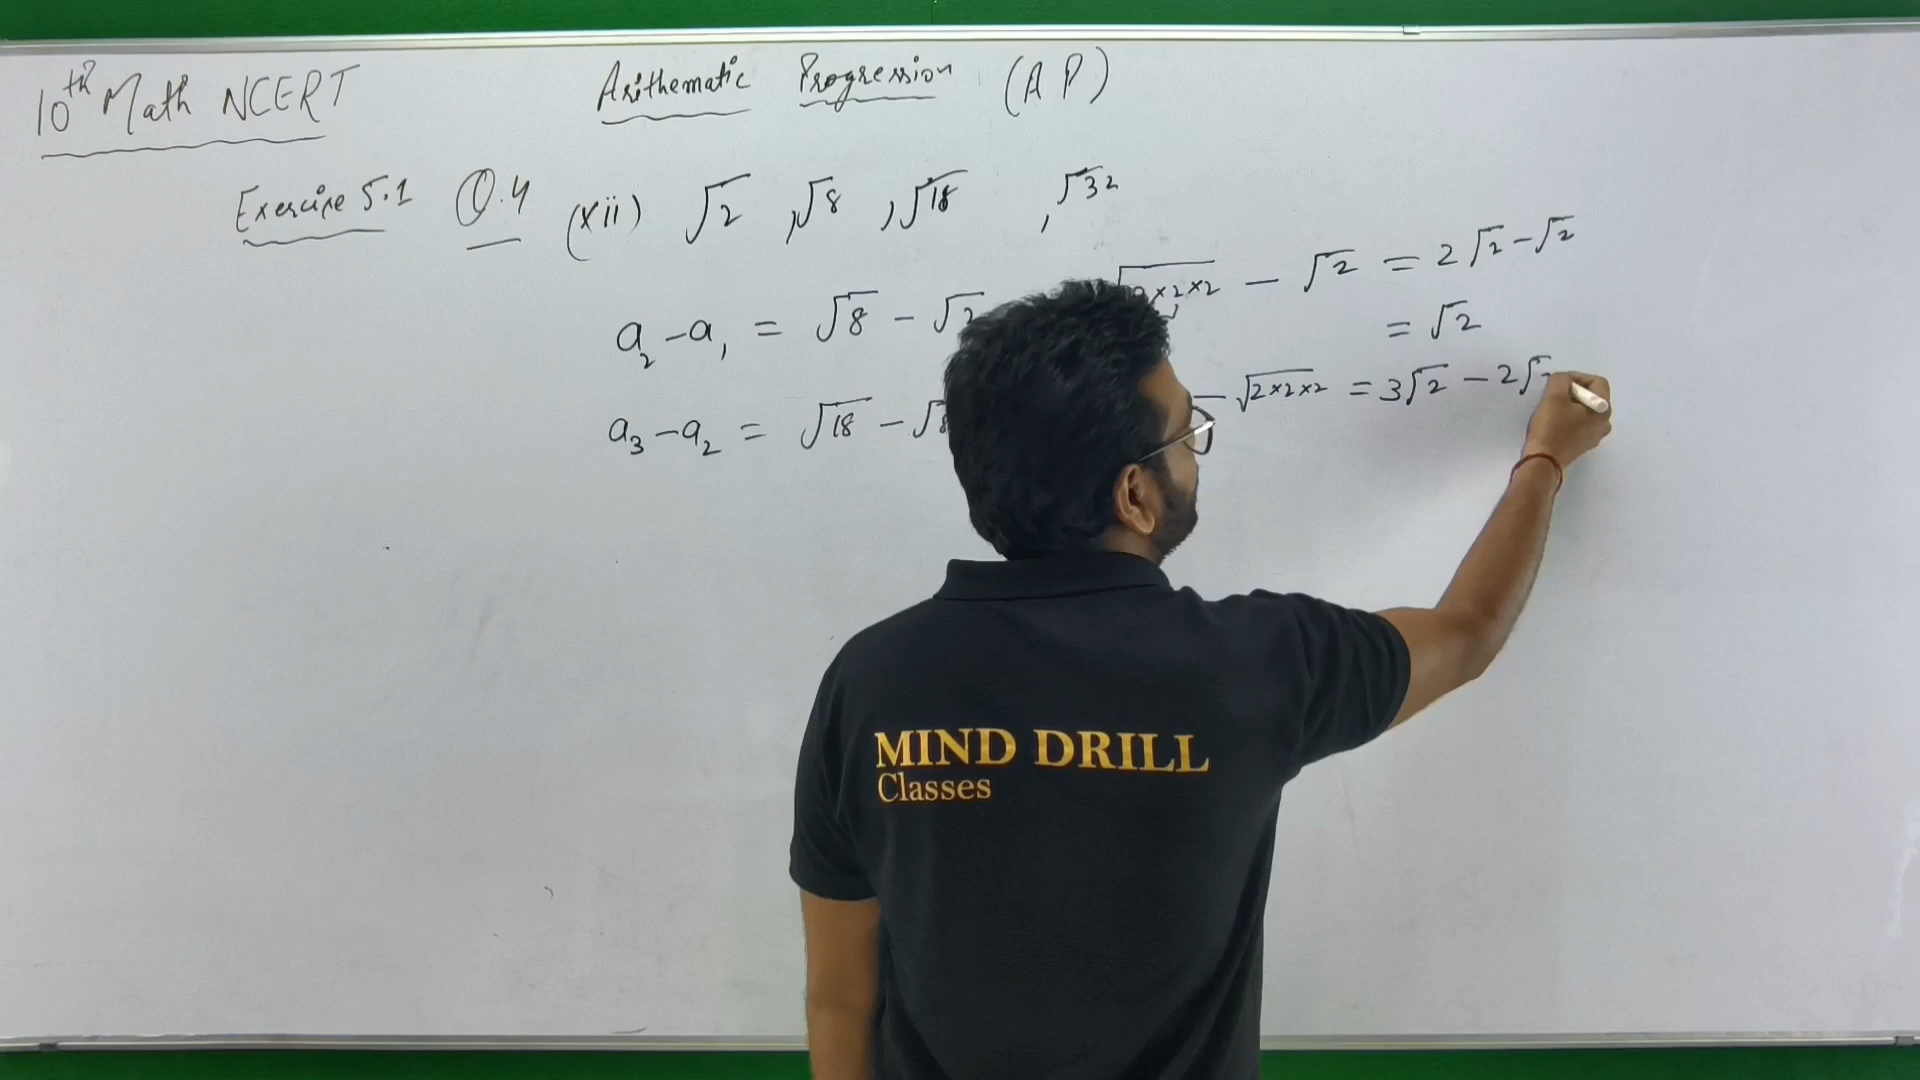 10th Math NCERT
Arithematic Progression (AP)
Exercise 5.1 Q.4 (xii) √2 , √8 , √18 , √32
a₂ - a₁ = √8 - √2 ×2×2 - √2 = 2√2 - √2
= √2
a₃ - a₂ = √18 - √8 - √2×2×2 = 3√2 - 2√2
MIND DRILL
Classes